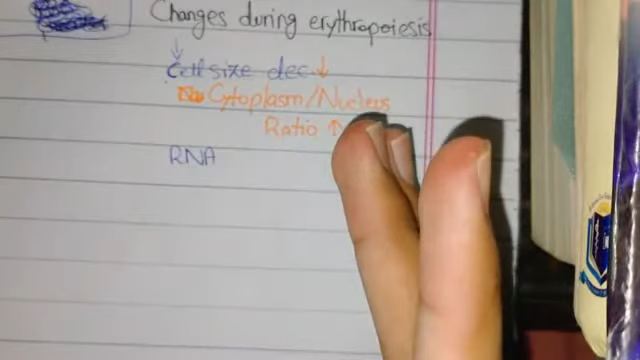 Changes during erythropoiesis
Cell size dec ↓
Cytoplasm/Nucleus
Ratio ↑
RNA